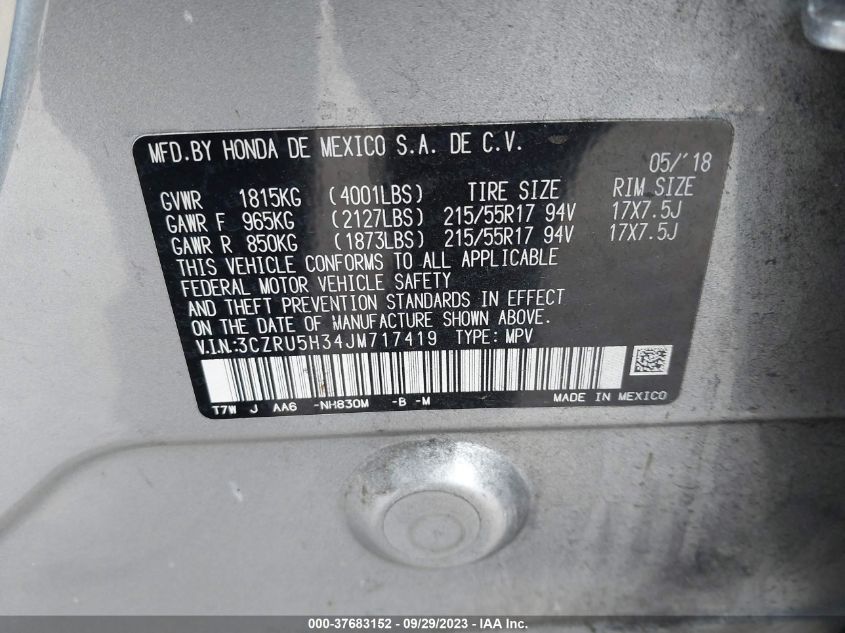 MFD.BY HONDA DE MEXICO S.A. DE C.V.
05/'18
GVWR 1815KG (4001LBS) TIRE SIZE RIM SIZE
GAWR F 965KG (2127LBS) 215/55R17 94V 17X7.5J
GAWR R 850KG (1873LBS) 215/55R17 94V 17X7.5J
THIS VEHICLE CONFORMS TO ALL APPLICABLE
FEDERAL MOTOR VEHICLE SAFETY
AND THEFT PREVENTION STANDARDS IN EFFECT
ON THE DATE OF MANUFACTURE SHOWN ABOVE.
V.I.N.:3CZRU5H34JM717419 TYPE: MPV
T7W J AA6 -NH830M -B -M MADE IN MEXICO
000-37683152 — 09/29/2023 — IAA Inc.